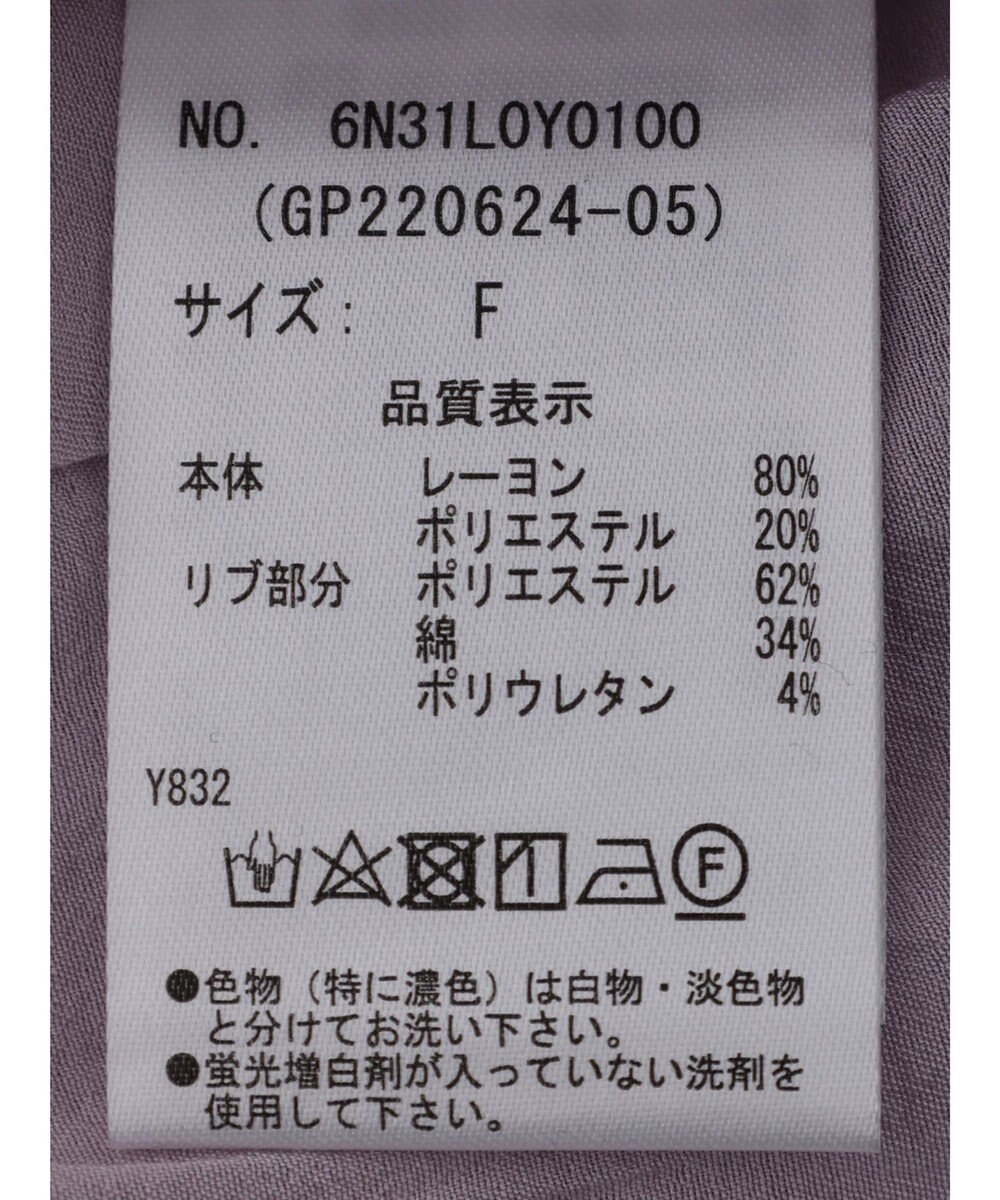 NO. 6N31L0Y0100
(GP220624-05)
サイズ: F
品質表示
本体 レーヨン 80%
ポリエステル 20%
リブ部分 ポリエステル 62%
綿 34%
ポリウレタン 4%
Y832
F
●色物(特に濃色)は白物・淡色物
と分けてお洗い下さい。
●蛍光増白剤が入っていない洗剤を
使用して下さい。